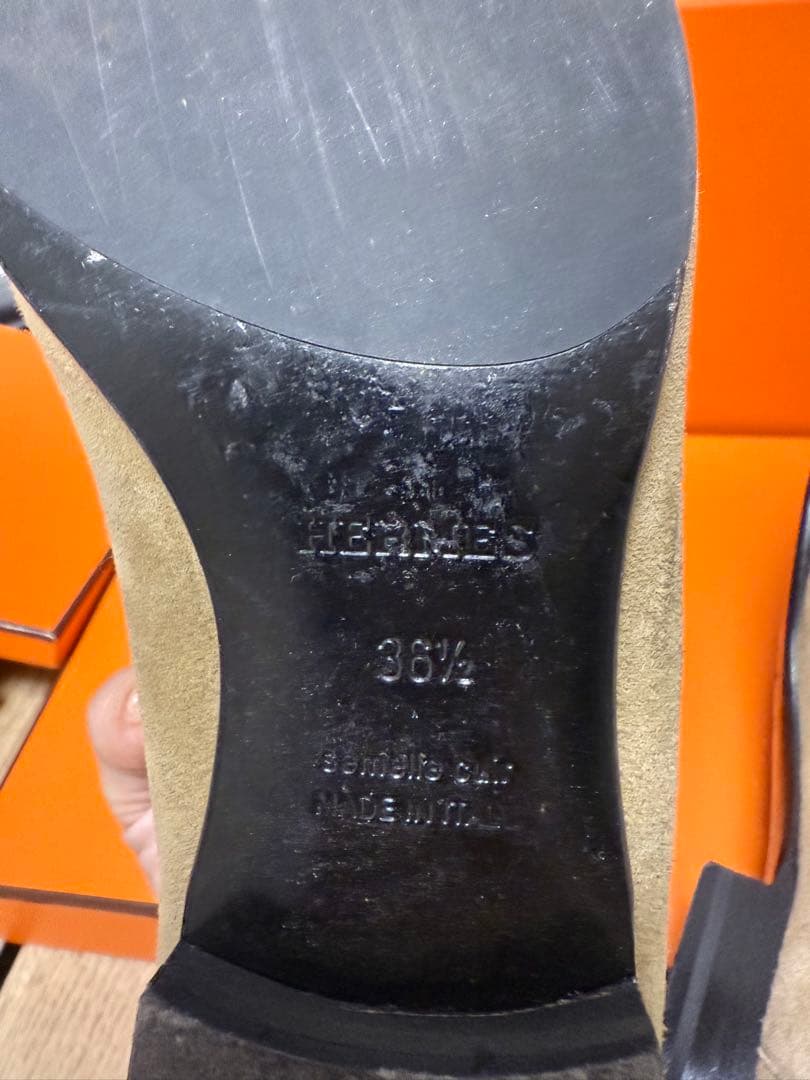 HERMES
36½
semelle cuir
MADE IN ITALY